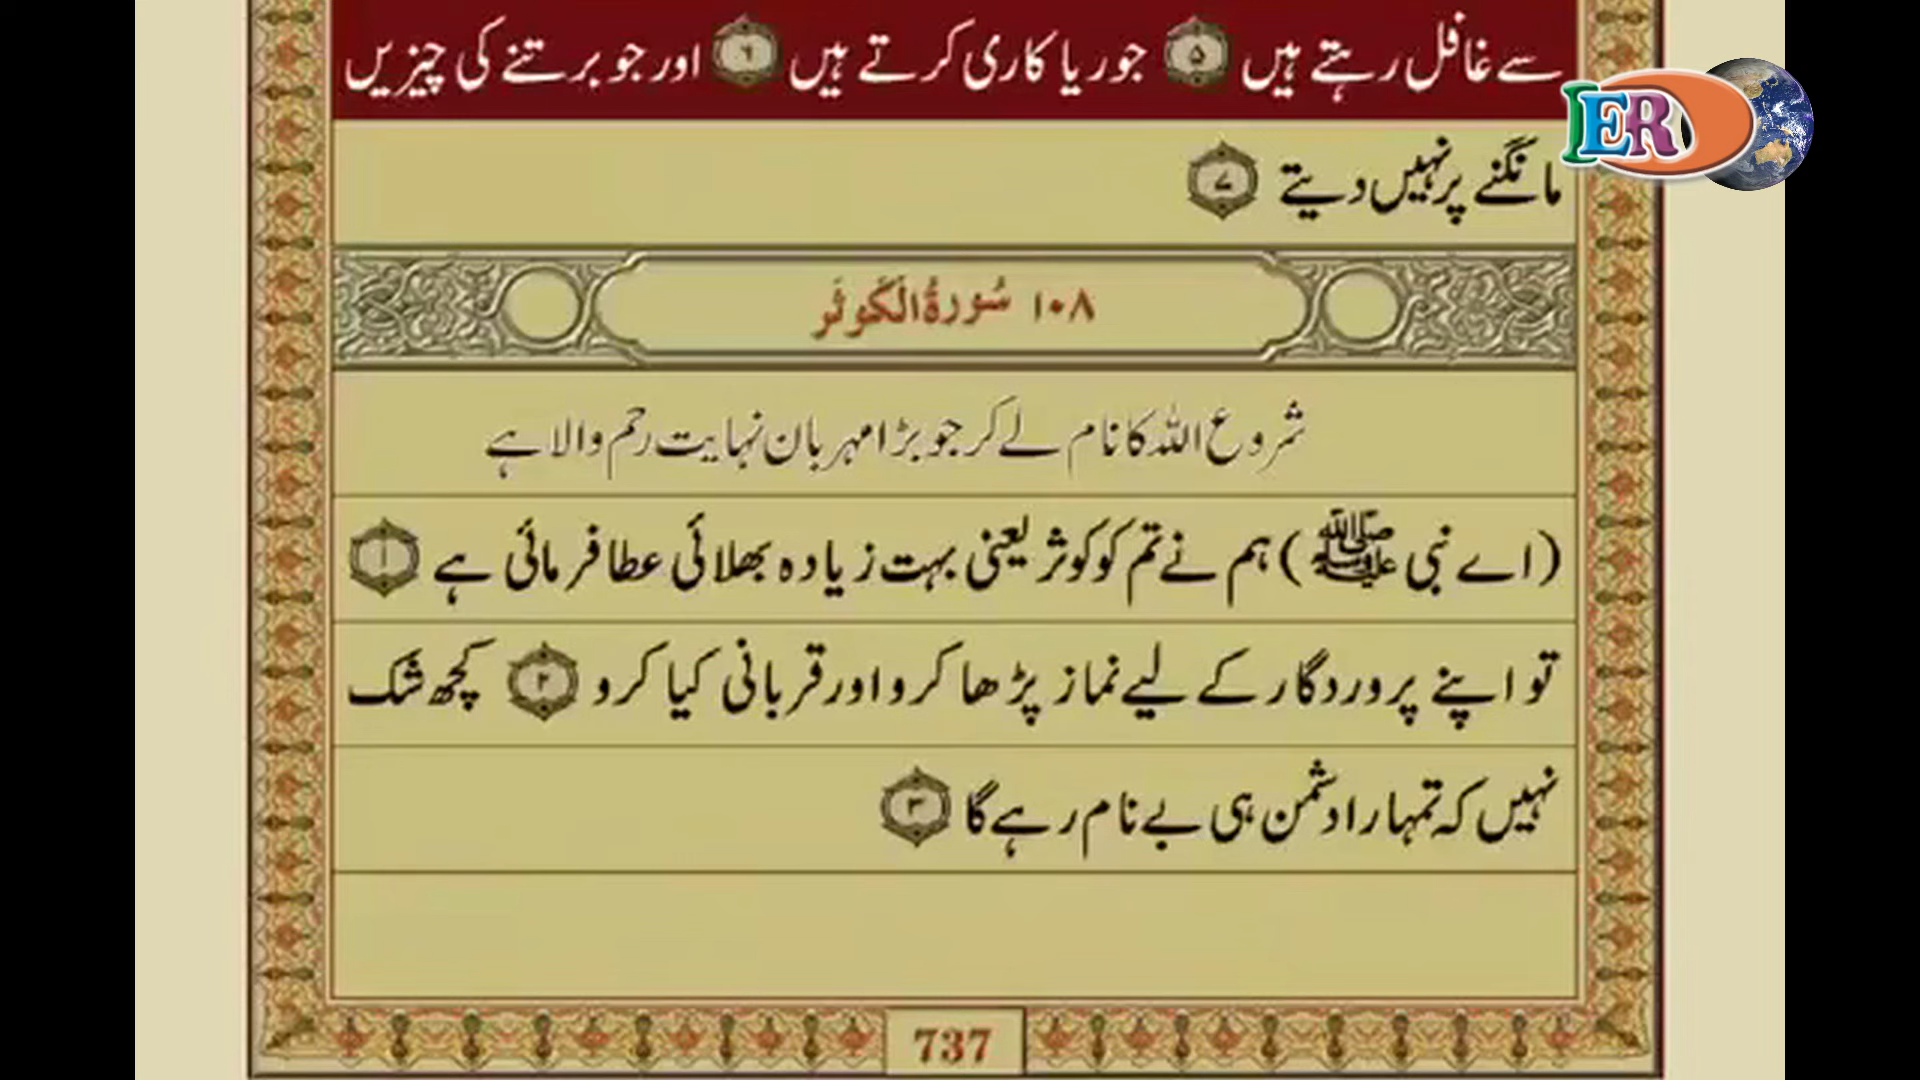 سے غافل رہتے ہیں ۵ جو ریا کاری کرتے ہیں ۶ اور جو برتنے کی چیزیں
IERD
مانگنے پر نہیں دیتے ۷
۱۰۸ سُورَةُ الْكَوثَر
شروع اللہ کا نام لے کر جو بڑا مہربان نہایت رحم والا ہے
(اے نبی ﷺ) ہم نے تم کو کوثر یعنی بہت زیادہ بھلائی عطا فرمائی ہے ۱
تو اپنے پروردگار کے لیے نماز پڑھا کرو اور قربانی کیا کرو ۲ کچھ شک
نہیں کہ تمہارا دشمن ہی بے نام رہے گا ۳
737